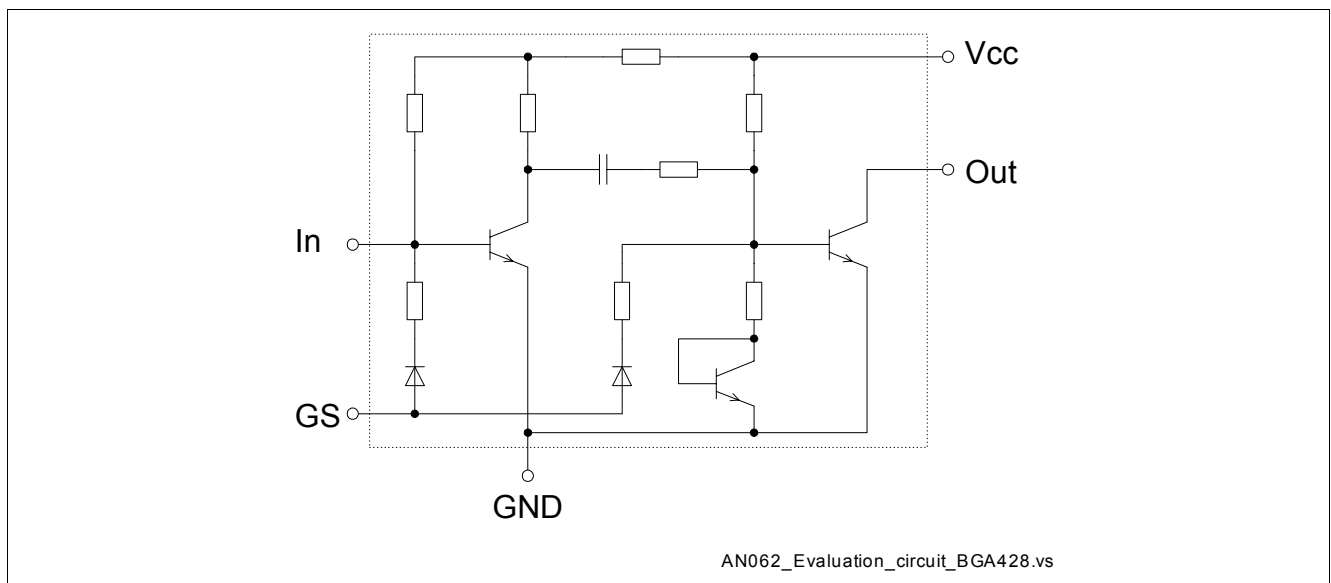 Vcc
Out
In
GS
GND
AN062_Evaluation_circuit_BGA428.vs